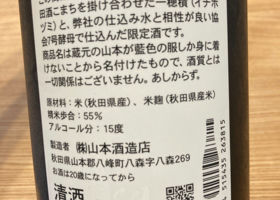 田酒こまちを掛け合わせた一穂積（イチホ
ヅミ）と、弊社の仕込み水と相性が良い協
会7号酵母で仕込んだ限定酒です。
商品名は蔵元の山本が藍色の服しか身に着
けないことから名付けたもので、酒質とは
一切関係はございません。あしからず。
原料：米（秋田県産）、米麹（秋田県産米）
精米歩合：55％
アルコール分：15度
製造者 ㈱山本酒造店
秋田県山本郡八峰町八森字八森269
お酒は20歳になってから
清酒
4 515435 263815